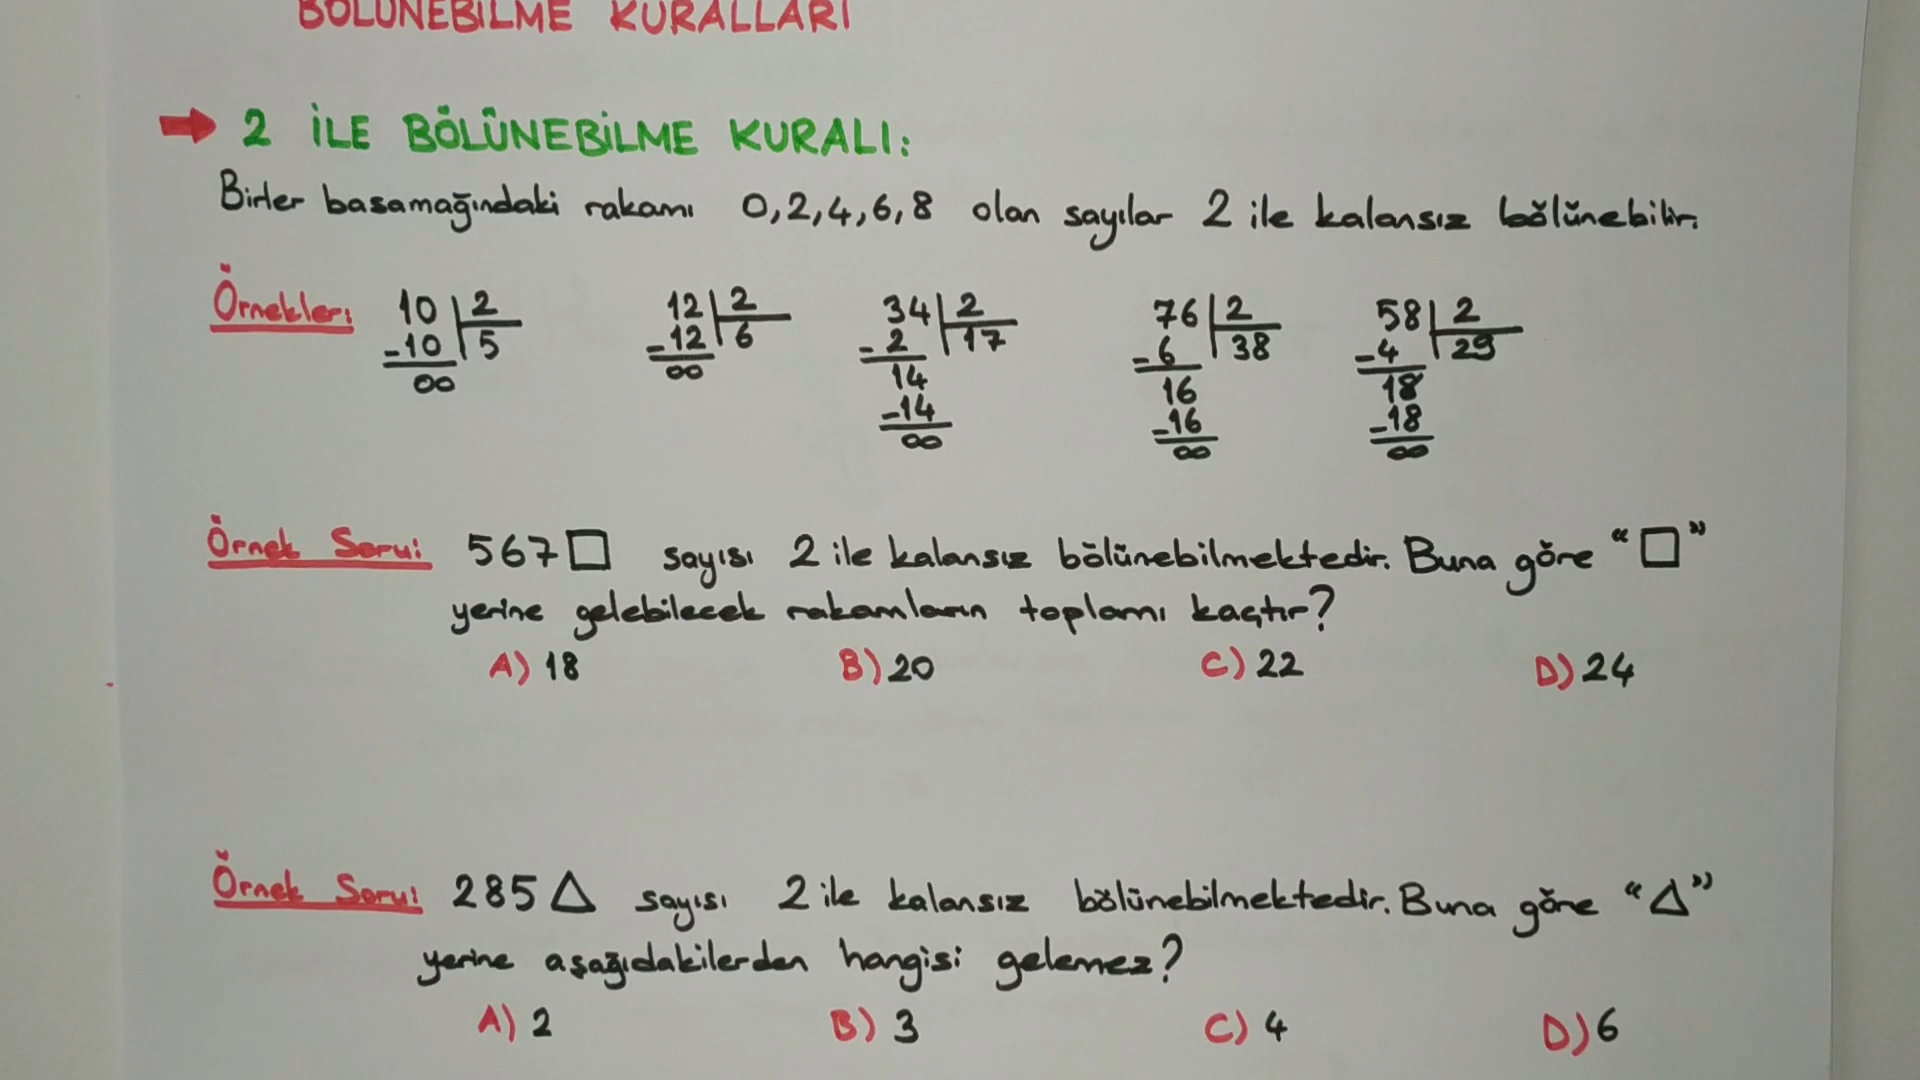 BÖLÜNEBİLME KURALLARI
2 İLE BÖLÜNEBİLME KURALI:
Birler basamağındaki rakamı 0,2,4,6,8 olan sayılar 2 ile kalansız bölünebilir.
Örnekler:
10 2
-10 5
00
12 2
-12 6
00
34 2
-2 17
14
-14
00
76 2
-6 38
16
-16
00
58 2
-4 29
18
-18
00
Örnek Soru: 567□ sayısı 2 ile kalansız bölünebilmektedir. Buna göre "□"
yerine gelebilecek rakamların toplamı kaçtır?
A) 18 B) 20 C) 22 D) 24
Örnek Soru: 285△ sayısı 2 ile kalansız bölünebilmektedir. Buna göre "△"
yerine aşağıdakilerden hangisi gelemez?
A) 2 B) 3 C) 4 D) 6